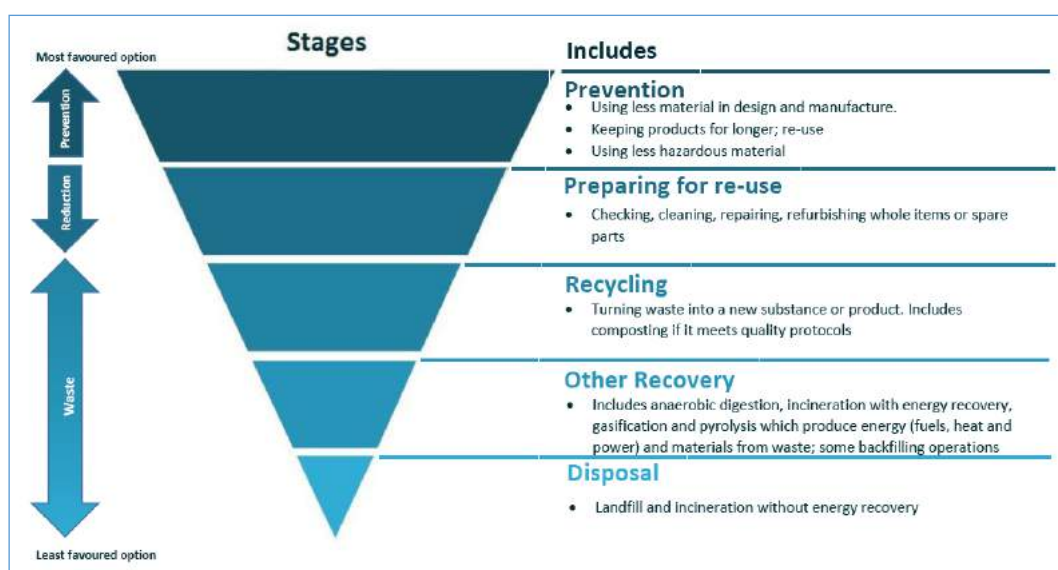 Stages
Includes
Most favoured option
Prevention
Reduction
Waste
Least favoured option
Prevention
• Using less material in design and manufacture.
• Keeping products for longer; re-use
• Using less hazardous material
Preparing for re-use
• Checking, cleaning, repairing, refurbishing whole items or spare
parts
Recycling
• Turning waste into a new substance or product. Includes
composting if it meets quality protocols
Other Recovery
• Includes anaerobic digestion, incineration with energy recovery,
gasification and pyrolysis which produce energy (fuels, heat and
power) and materials from waste; some backfilling operations
Disposal
• Landfill and incineration without energy recovery